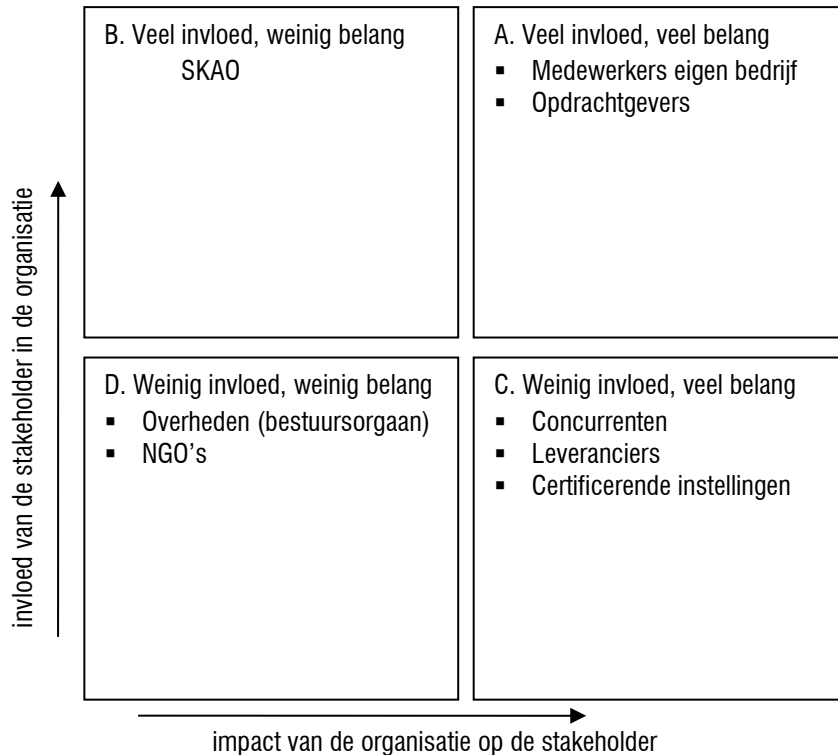 B. Veel invloed, weinig belang
SKAO
A. Veel invloed, veel belang
▪ Medewerkers eigen bedrijf
▪ Opdrachtgevers
invloed van de stakeholder in de organisatie
D. Weinig invloed, weinig belang
▪ Overheden (bestuursorgaan)
▪ NGO's
C. Weinig invloed, veel belang
▪ Concurrenten
▪ Leveranciers
▪ Certificerende instellingen
impact van de organisatie op de stakeholder